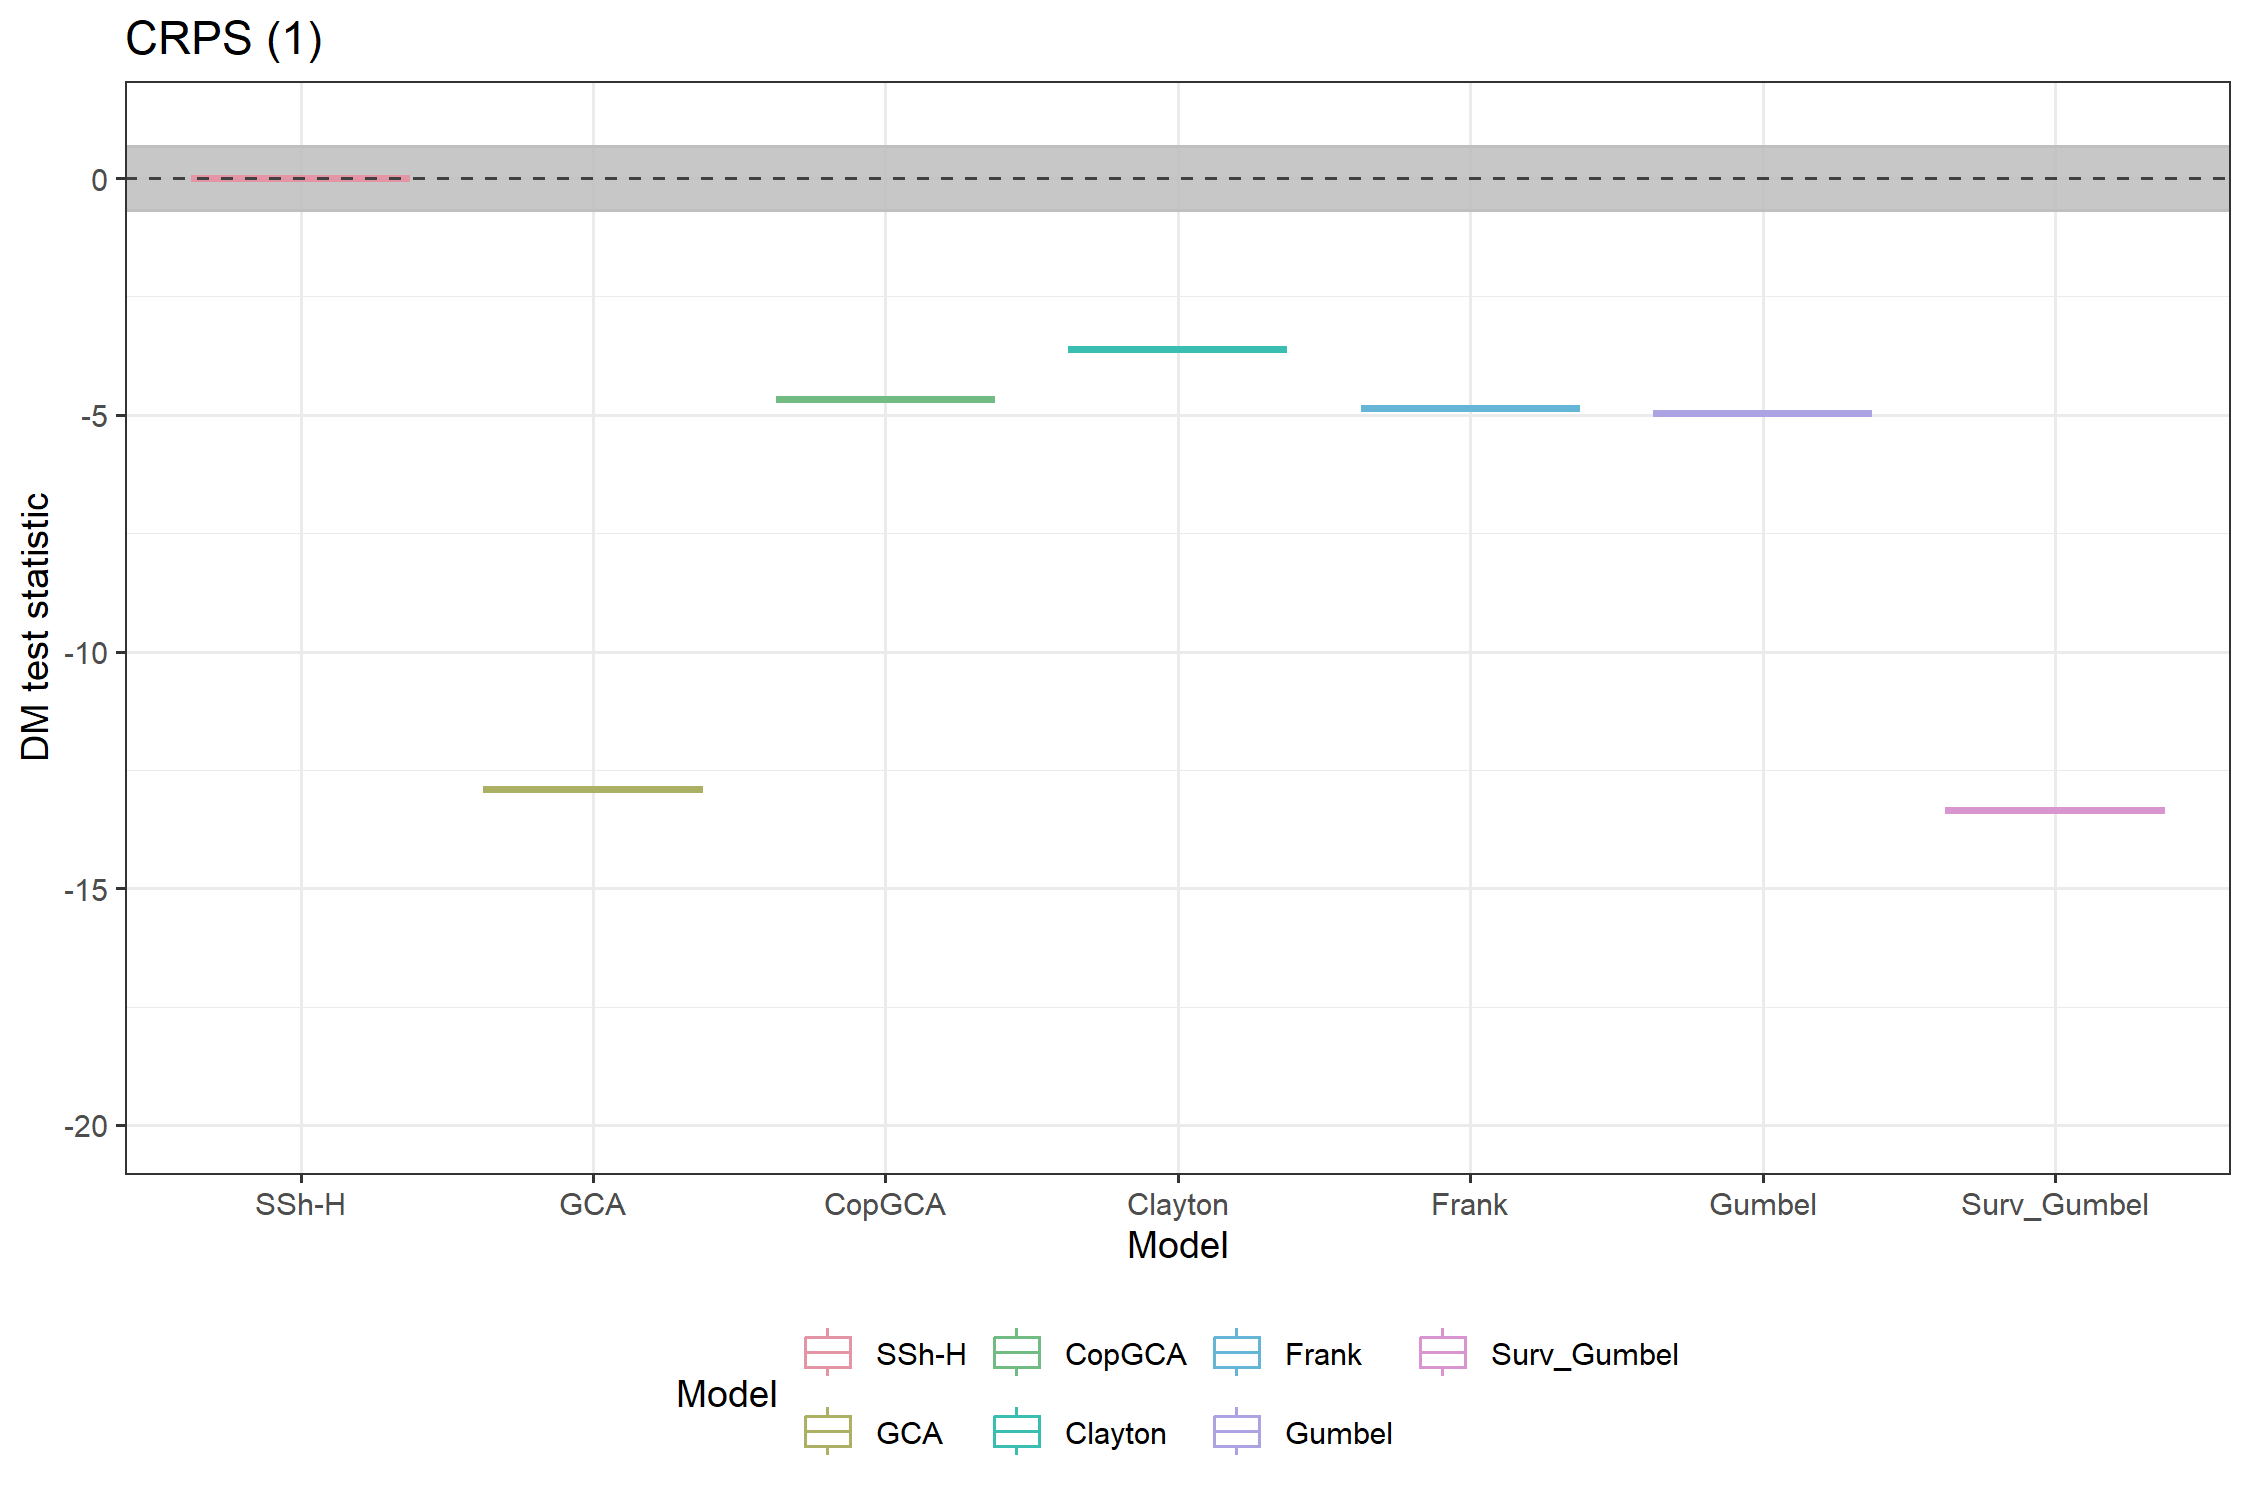 CRPS (1)
0
-5
-10
-15
-20
DM test statistic
SSh-H GCA CopGCA Clayton Frank Gumbel Surv_Gumbel
Model
Model
SSh-H CopGCA Frank Surv_Gumbel
GCA Clayton Gumbel